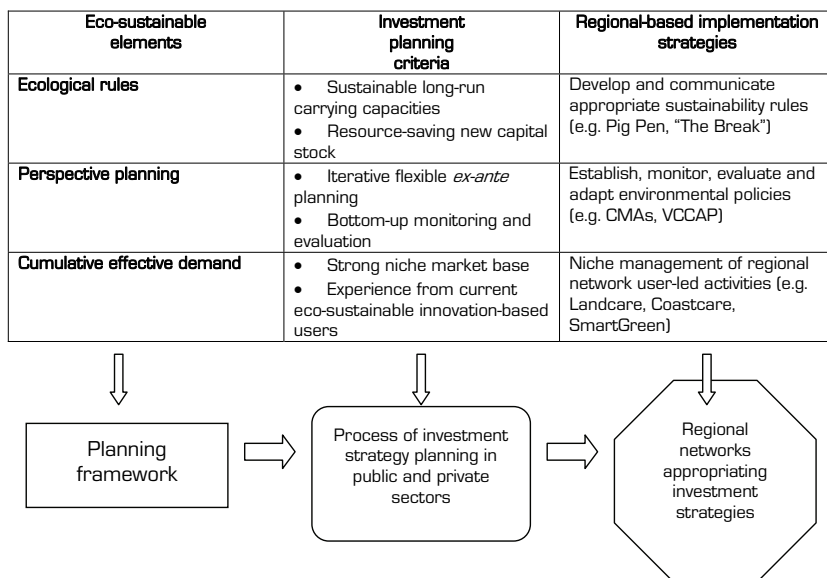 Eco-sustainable
elements
Investment
planning
criteria
Regional-based implementation
strategies
Ecological rules
• Sustainable long-run
carrying capacities
• Resource-saving new capital
stock
Develop and communicate
appropriate sustainability rules
(e.g. Pig Pen, “The Break”)
Perspective planning
• Iterative flexible ex-ante
planning
• Bottom-up monitoring and
evaluation
Establish, monitor, evaluate and
adapt environmental policies
(e.g. CMAs, VCCAP)
Cumulative effective demand
• Strong niche market base
• Experience from current
eco-sustainable innovation-based
users
Niche management of regional
network user-led activities (e.g.
Landcare, Coastcare,
SmartGreen)
Planning
framework
Process of investment
strategy planning in
public and private
sectors
Regional
networks
appropriating
investment
strategies